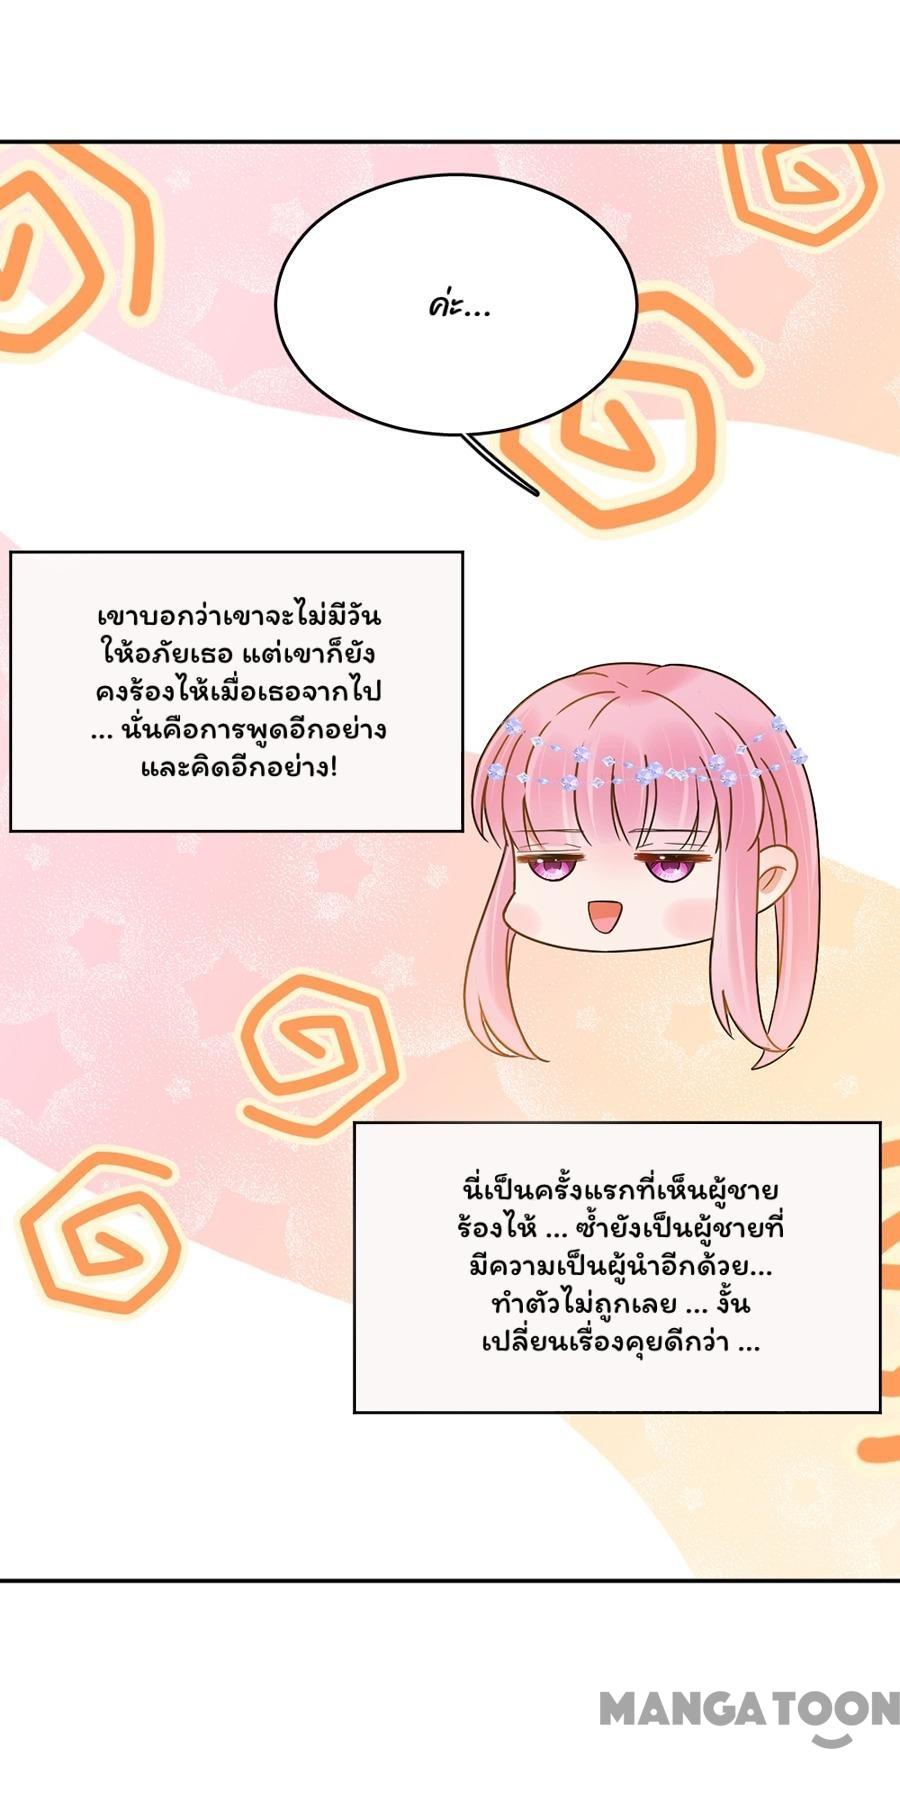 ค่ะ...
เขาบอกว่าเขาจะไม่มีวัน
ให้อภัยเธอ แต่เขาก็ยัง
คงร้องไห้เมื่อเธอจากไป
... นั่นคือการพูดอีกอย่าง
และคิดอีกอย่าง!
นี่เป็นครั้งแรกที่เห็นผู้ชาย
ร้องไห้ ... ซ้ำยังเป็นผู้ชายที่
มีความเป็นผู้นำอีกด้วย...
ทำตัวไม่ถูกเลย ... งั้น
เปลี่ยนเรื่องคุยดีกว่า ...
MANGATOON